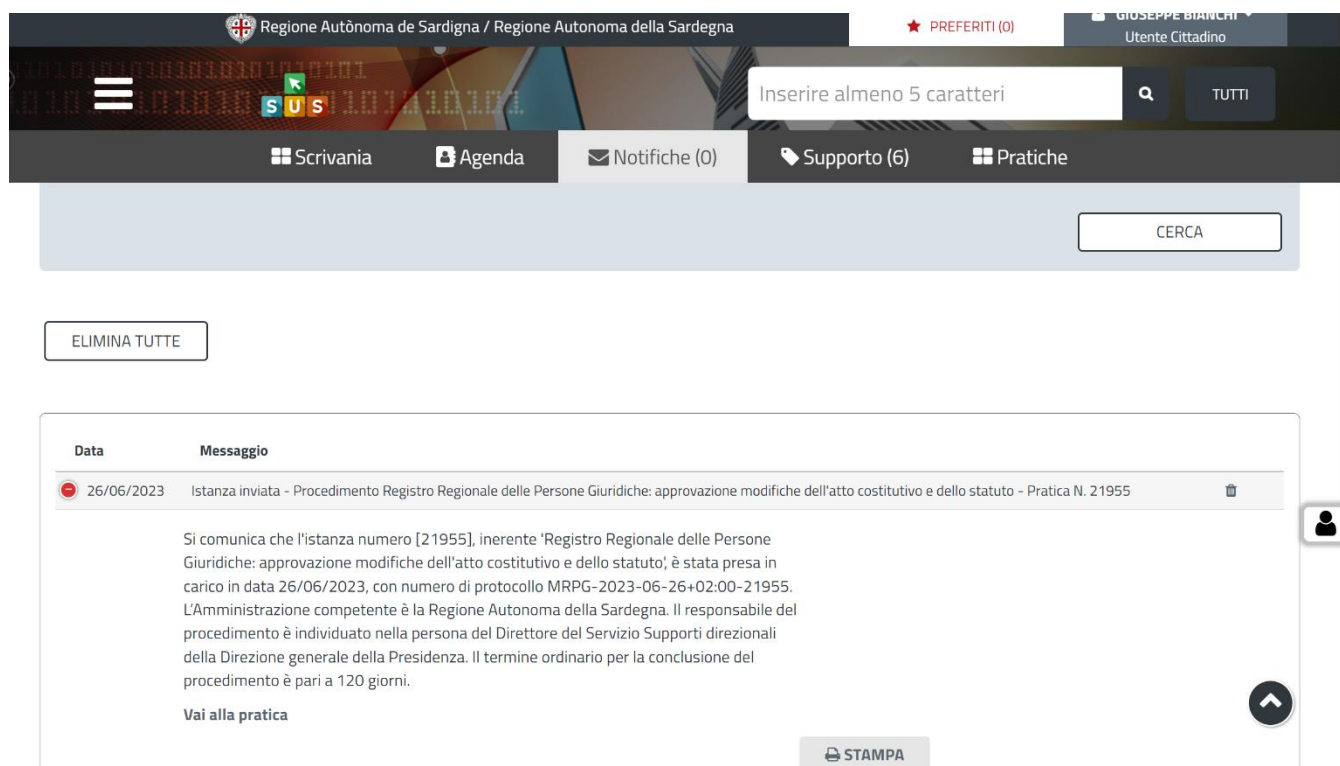 Regione Autònoma de Sardigna / Regione Autonoma della Sardegna
PREFERITI (0)
GIUSEPPE BIANCHI
Utente Cittadino
SUS
Inserire almeno 5 caratteri
TUTTI
Scrivania
Agenda
Notifiche (0)
Supporto (6)
Pratiche
CERCA
ELIMINA TUTTE
Data Messaggio
26/06/2023 Istanza inviata - Procedimento Registro Regionale delle Persone Giuridiche: approvazione modifiche dell'atto costitutivo e dello statuto - Pratica N. 21955
Si comunica che l'istanza numero [21955], inerente 'Registro Regionale delle Persone
Giuridiche: approvazione modifiche dell'atto costitutivo e dello statuto', è stata presa in
carico in data 26/06/2023, con numero di protocollo MRPG-2023-06-26+02:00-21955.
L'Amministrazione competente è la Regione Autonoma della Sardegna. Il responsabile del
procedimento è individuato nella persona del Direttore del Servizio Supporti direzionali
della Direzione generale della Presidenza. Il termine ordinario per la conclusione del
procedimento è pari a 120 giorni.
Vai alla pratica
STAMPA